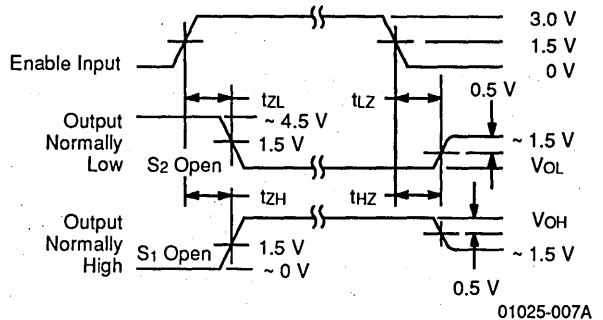 3.0 V
1.5 V
Enable Input
0 V
0.5 V
tZL
tLZ
Output Normally Low
~ 4.5 V
1.5 V
~ 1.5 V
S2 Open
VOL
tZH
tHZ
Output Normally High
VOH
S1 Open
1.5 V
~ 1.5 V
~ 0 V
0.5 V
01025-007A